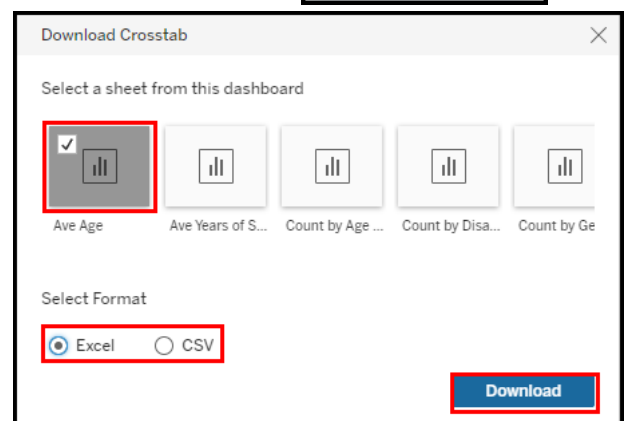 Download Crosstab
Select a sheet from this dashboard
Ave Age Ave Years of S... Count by Age ... Count by Disa... Count by Ge
Select Format
Excel CSV
Download